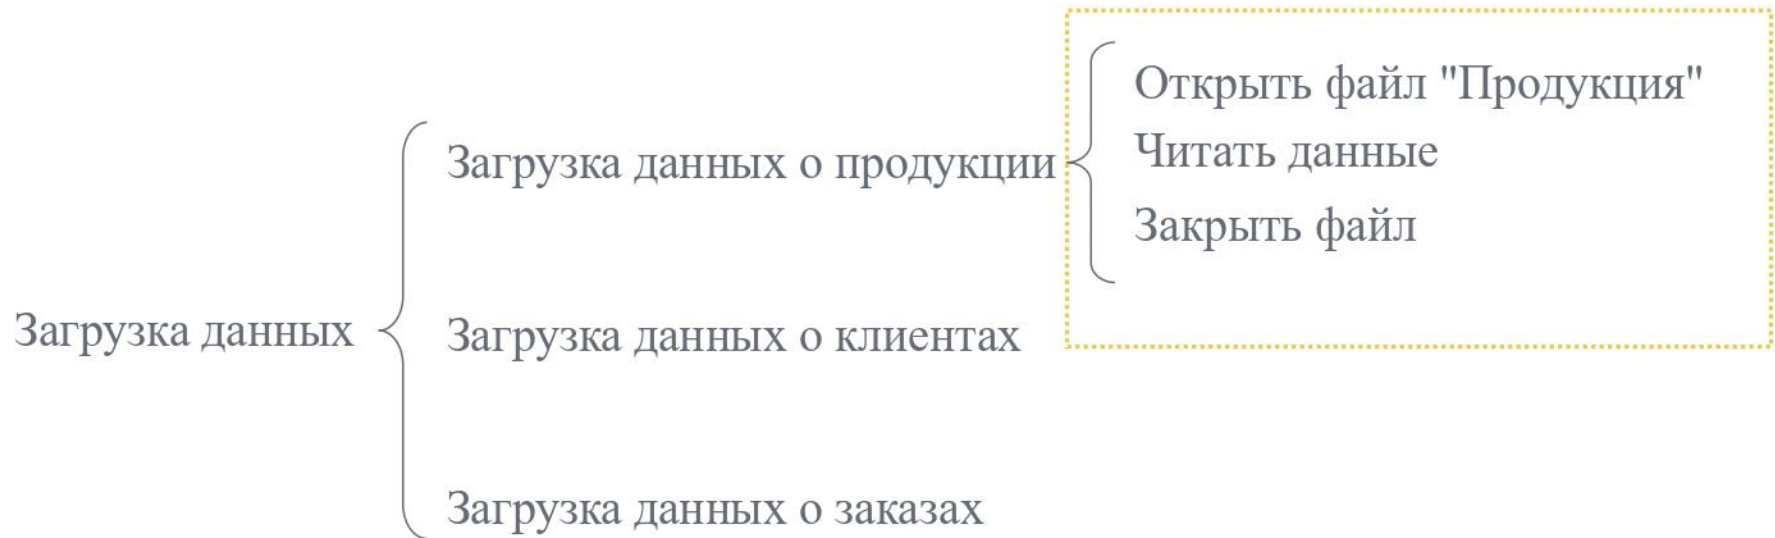 Загрузка данных
Загрузка данных о продукции
Открыть файл "Продукция"
Читать данные
Закрыть файл
Загрузка данных о клиентах
Загрузка данных о заказах